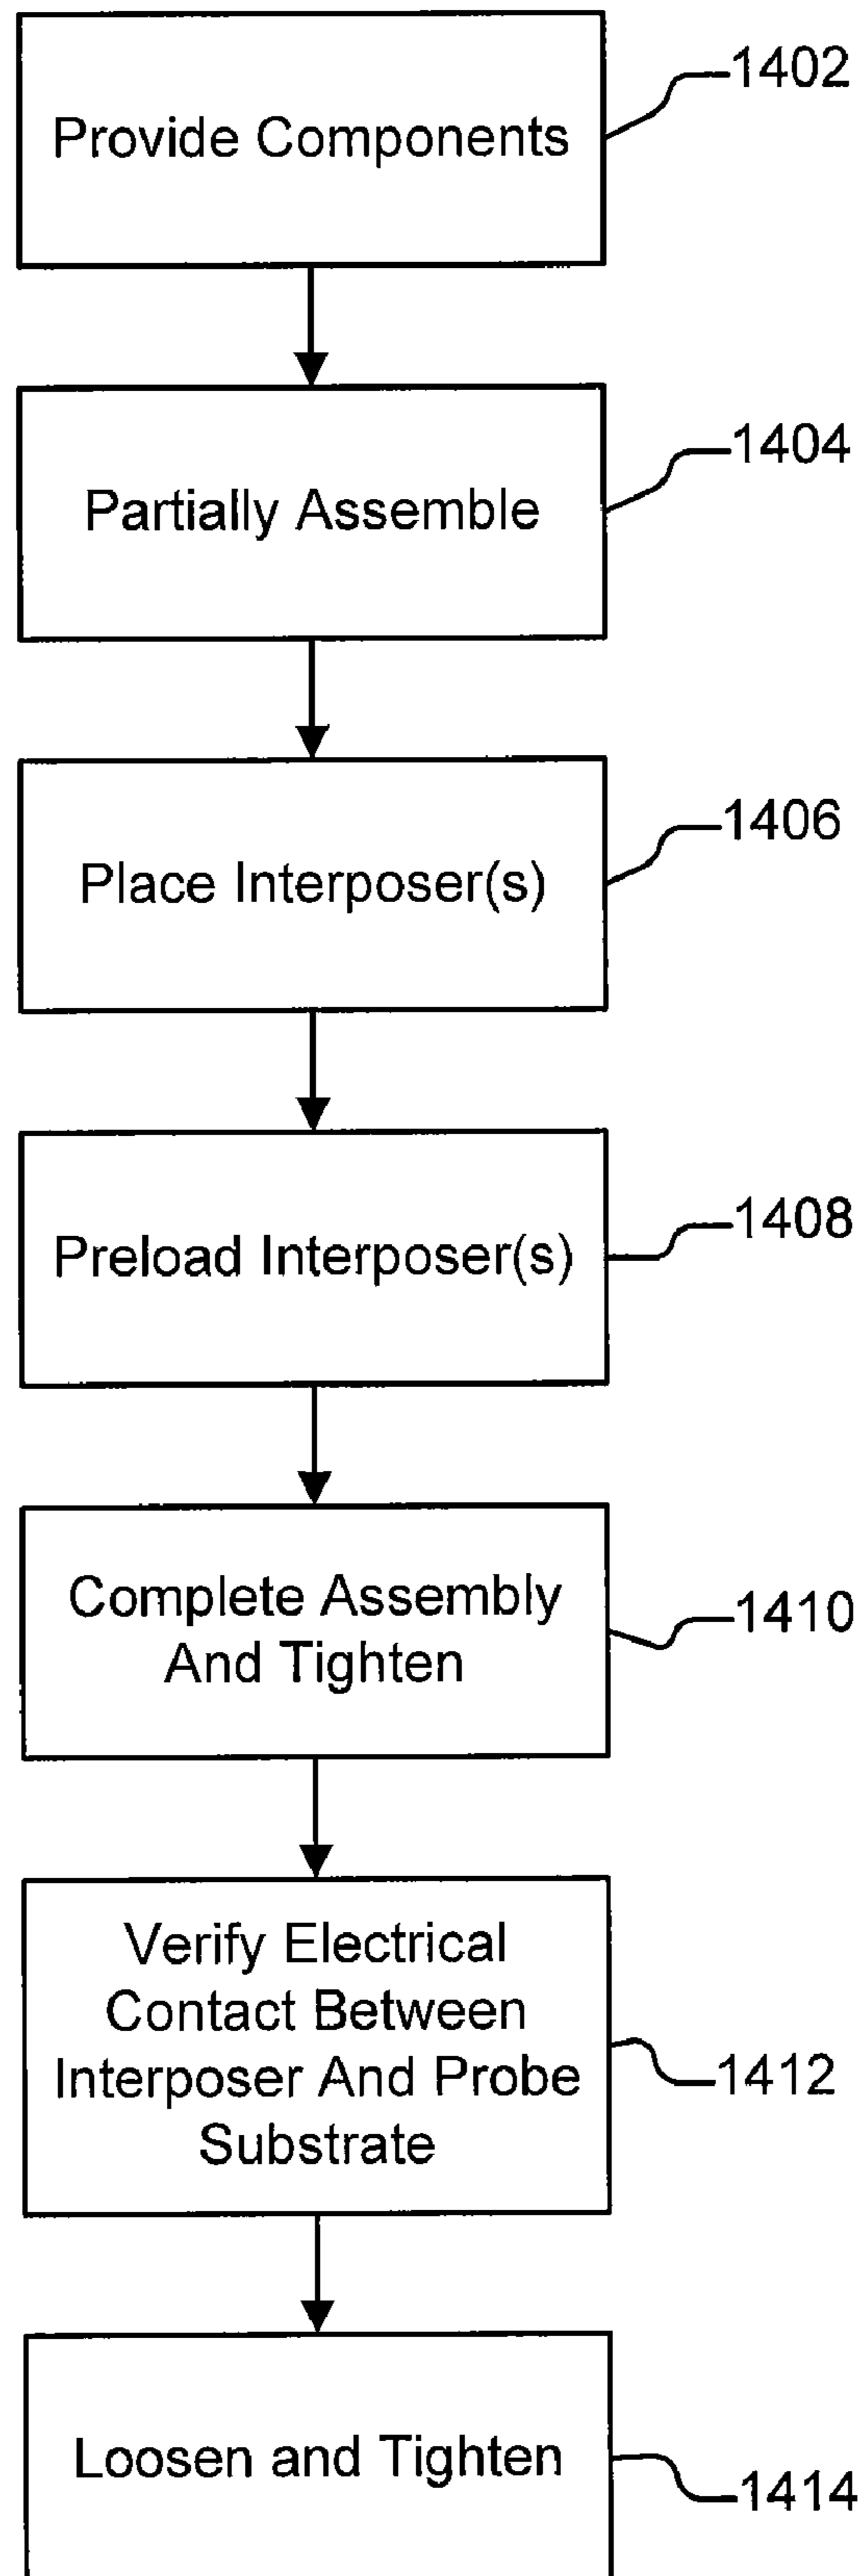 Provide Components
1402
Partially Assemble
1404
Place Interposer(s)
1406
Preload Interposer(s)
1408
Complete Assembly
And Tighten
1410
Verify Electrical
Contact Between
Interposer And Probe
Substrate
1412
Loosen and Tighten
1414